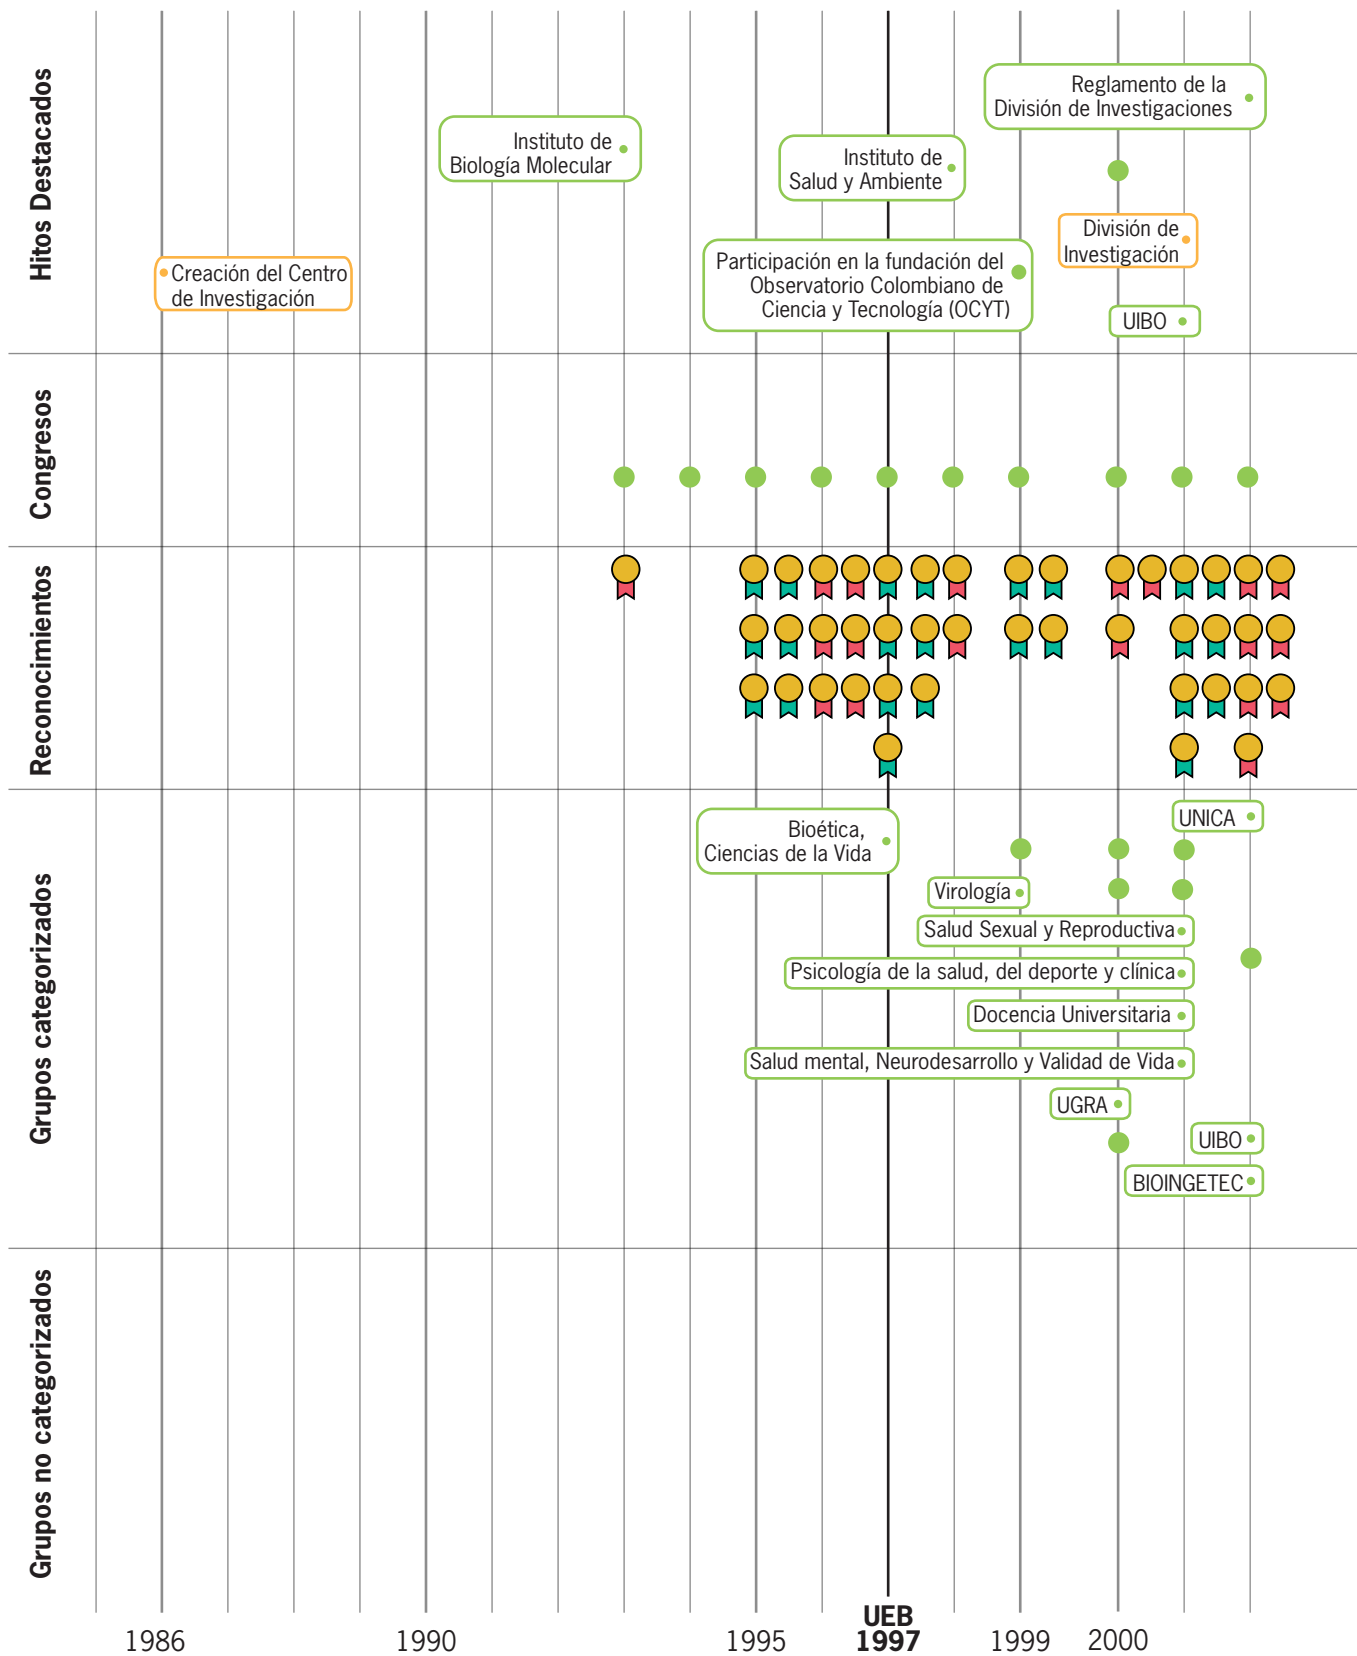 Hitos Destacados
Reglamento de la
División de Investigaciones
Instituto de
Biología Molecular
Instituto de
Salud y Ambiente
División de
Investigación
Participación en la fundación del
Observatorio Colombiano de
Ciencia y Tecnología (OCYT)
Creación del Centro
de Investigación
UIBO
Congresos
Reconocimientos
Grupos categorizados
UNICA
Bioética,
Ciencias de la Vida
Virología
Salud Sexual y Reproductiva
Psicología de la salud, del deporte y clínica
Docencia Universitaria
Salud mental, Neurodesarrollo y Validad de Vida
UGRA
UIBO
BIOINGETEC
Grupos no categorizados
UEB
1986
1990
1995
1997
1999
2000